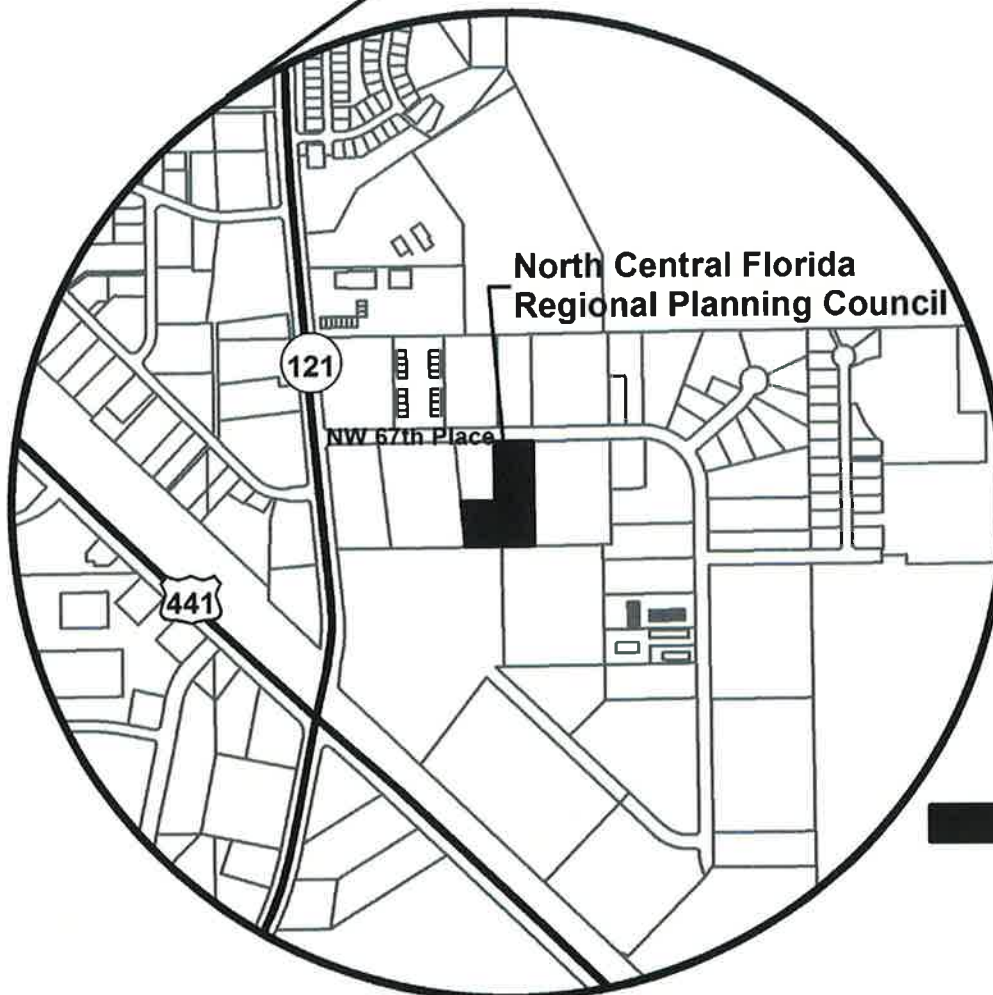 North Central Florida
Regional Planning Council
121
NW 67th Place
441